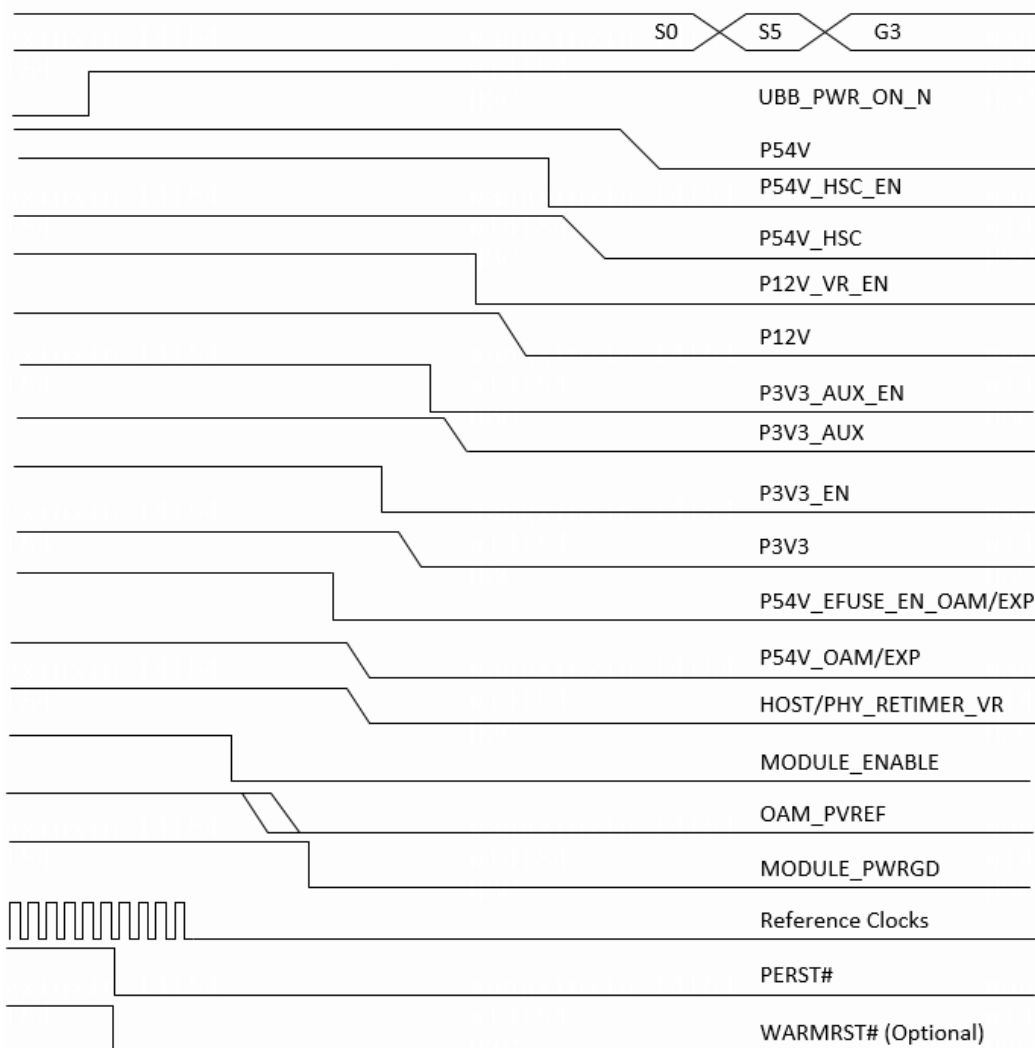 S0 S5 G3
UBB_PWR_ON_N
P54V
P54V_HSC_EN
P54V_HSC
P12V_VR_EN
P12V
P3V3_AUX_EN
P3V3_AUX
P3V3_EN
P3V3
P54V_EFUSE_EN_OAM/EXP
P54V_OAM/EXP
HOST/PHY_RETIMER_VR
MODULE_ENABLE
OAM_PVREF
MODULE_PWRGD
Reference Clocks
PERST#
WARMRST# (Optional)